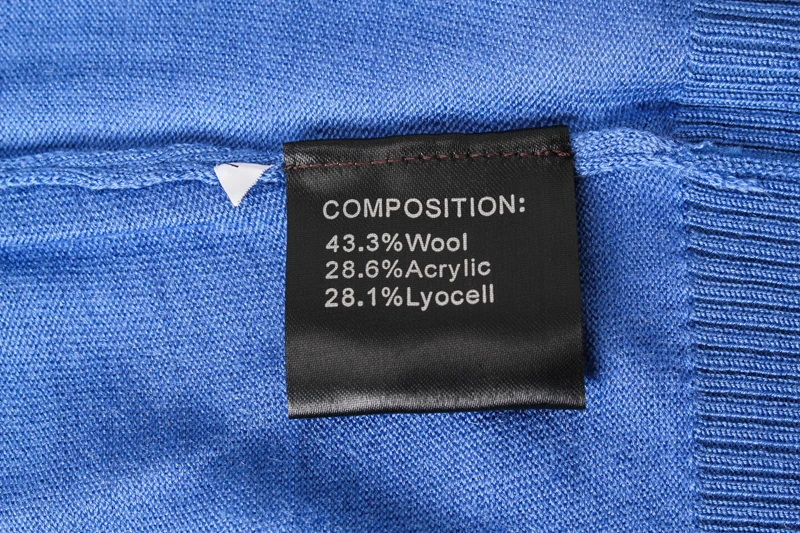 COMPOSITION:
43.3%Wool
28.6%Acrylic
28.1%Lyocell